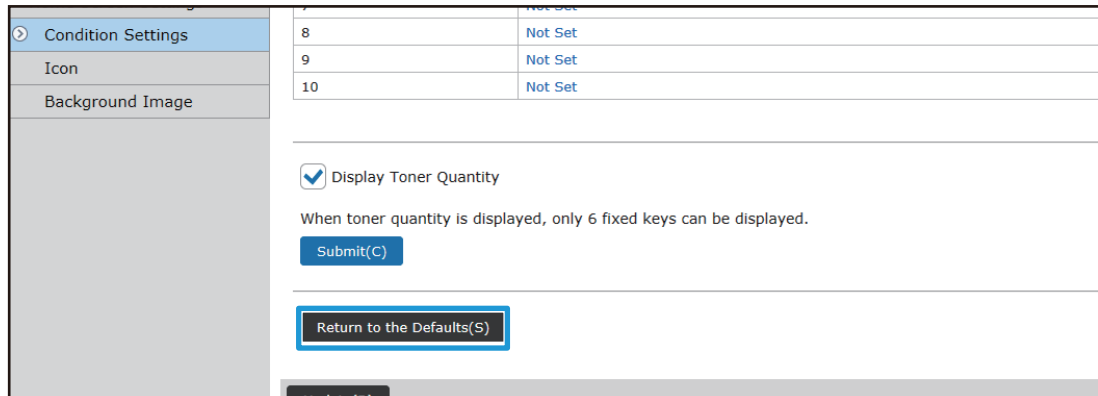 Condition Settings
8 Not Set
9 Not Set
Icon
10 Not Set
Background Image
Display Toner Quantity
When toner quantity is displayed, only 6 fixed keys can be displayed.
Submit(C)
Return to the Defaults(S)